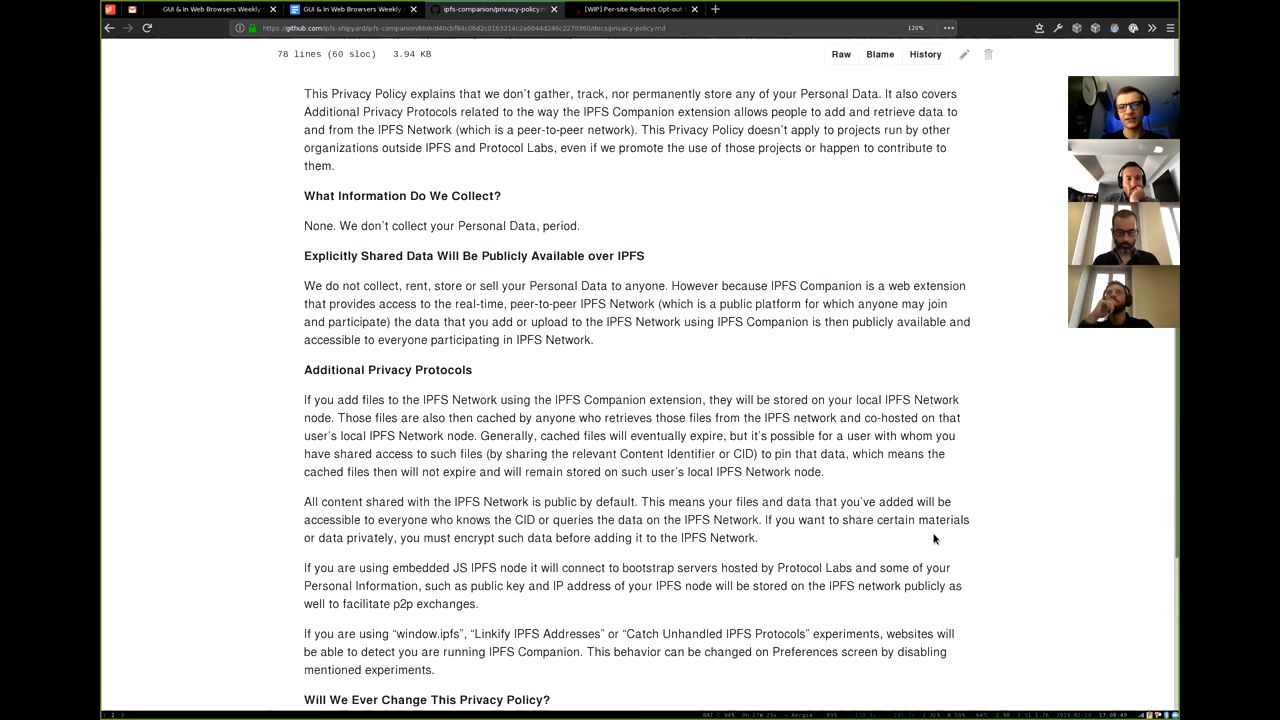 GUI & In Web Browsers Weekly
GUI & In Web Browsers Weekly
ipfs-companion/privacy-policy.m
[WIP] Per-site Redirect Opt-out
120%
78 lines (60 sloc) 3.94 KB
Raw Blame History
This Privacy Policy explains that we don't gather, track, nor permanently store any of your Personal Data. It also covers
Additional Privacy Protocols related to the way the IPFS Companion extension allows people to add and retrieve data to
and from the IPFS Network (which is a peer-to-peer network). This Privacy Policy doesn't apply to projects run by other
organizations outside IPFS and Protocol Labs, even if we promote the use of those projects or happen to contribute to
them.
What Information Do We Collect?
None. We don't collect your Personal Data, period.
Explicitly Shared Data Will Be Publicly Available over IPFS
We do not collect, rent, store or sell your Personal Data to anyone. However because IPFS Companion is a web extension
that provides access to the real-time, peer-to-peer IPFS Network (which is a public platform for which anyone may join
and participate) the data that you add or upload to the IPFS Network using IPFS Companion is then publicly available and
accessible to everyone participating in IPFS Network.
Additional Privacy Protocols
If you add files to the IPFS Network using the IPFS Companion extension, they will be stored on your local IPFS Network
node. Those files are also then cached by anyone who retrieves those files from the IPFS network and co-hosted on that
user's local IPFS Network node. Generally, cached files will eventually expire, but it's possible for a user with whom you
have shared access to such files (by sharing the relevant Content Identifier or CID) to pin that data, which means the
cached files then will not expire and will remain stored on such user's local IPFS Network node.
All content shared with the IPFS Network is public by default. This means your files and data that you've added will be
accessible to everyone who knows the CID or queries the data on the IPFS Network. If you want to share certain materials
or data privately, you must encrypt such data before adding it to the IPFS Network.
If you are using embedded JS IPFS node it will connect to bootstrap servers hosted by Protocol Labs and some of your
Personal Information, such as public key and IP address of your IPFS node will be stored on the IPFS network publicly as
well to facilitate p2p exchanges.
If you are using “window.ipfs”, “Linkify IPFS Addresses” or “Catch Unhandled IPFS Protocols” experiments, websites will
be able to detect you are running IPFS Companion. This behavior can be changed on Preferences screen by disabling
mentioned experiments.
Will We Ever Change This Privacy Policy?